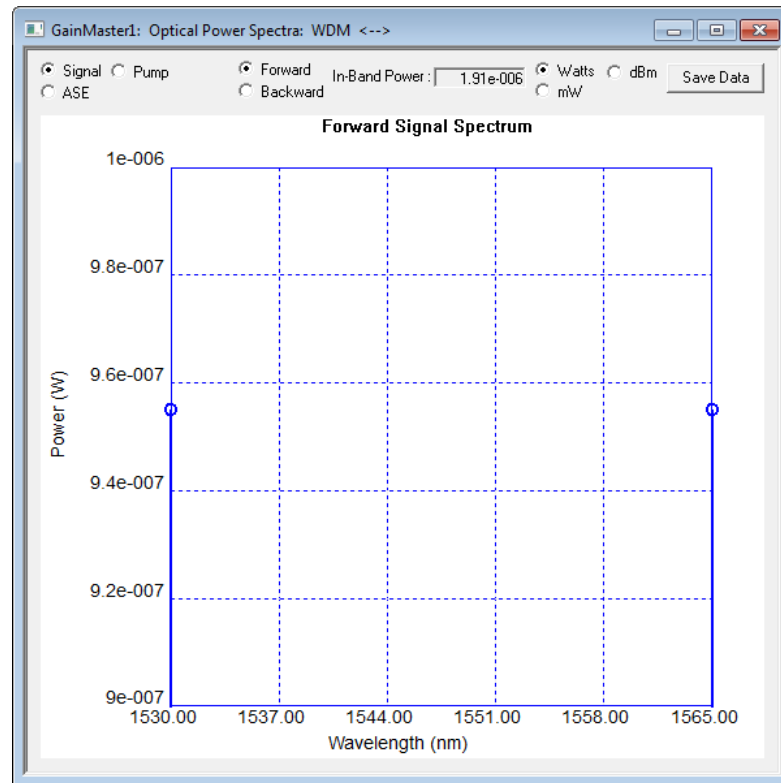 GainMaster1: Optical Power Spectra: WDM <-->
Signal Pump Forward In-Band Power : 1.91e-006 Watts dBm Save Data
ASE Backward mW
Forward Signal Spectrum
1e-006
9.8e-007
9.6e-007
9.4e-007
9.2e-007
9e-007
Power (W)
1530.00 1537.00 1544.00 1551.00 1558.00 1565.00
Wavelength (nm)